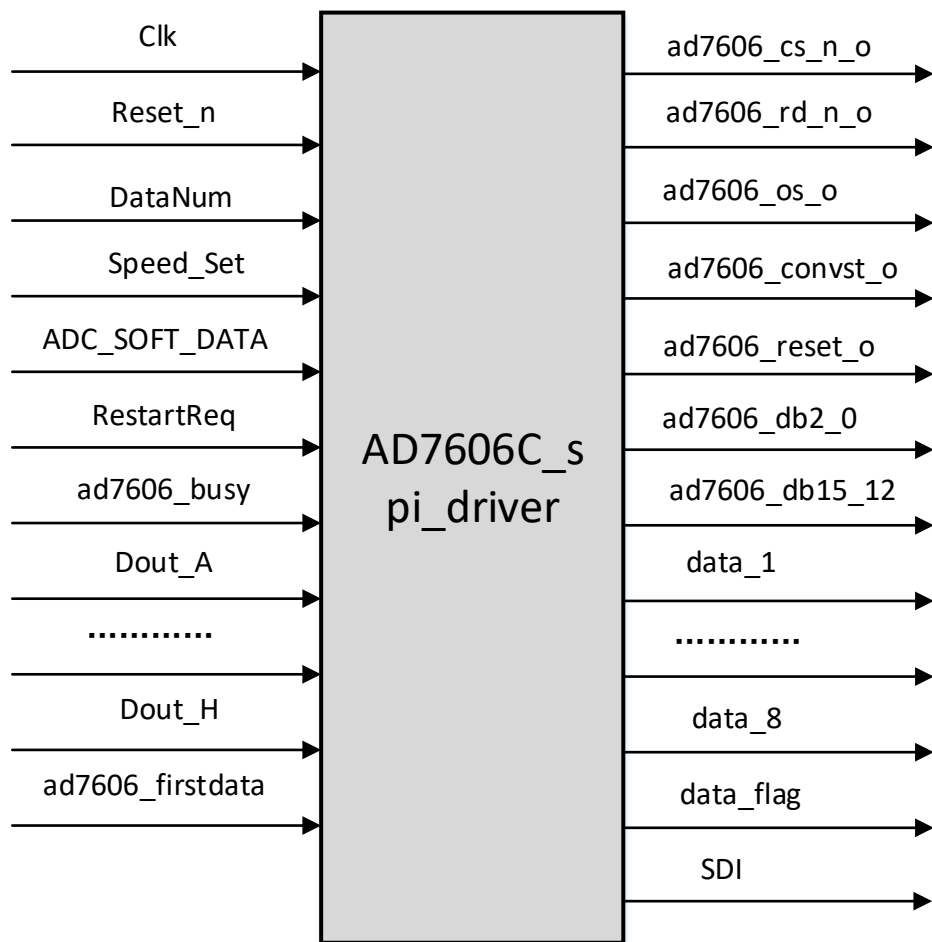 Clk
Reset_n
DataNum
Speed_Set
ADC_SOFT_DATA
RestartReq
ad7606_busy
Dout_A
............
Dout_H
ad7606_firstdata
AD7606C_s
pi_driver
ad7606_cs_n_o
ad7606_rd_n_o
ad7606_os_o
ad7606_convst_o
ad7606_reset_o
ad7606_db2_0
ad7606_db15_12
data_1
............
data_8
data_flag
SDI